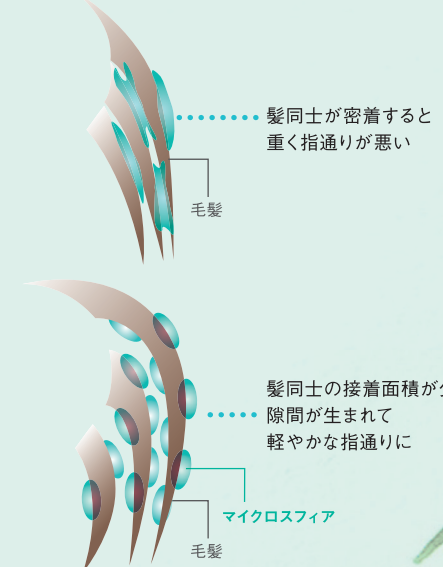 髪同士が密着すると
重く指通りが悪い
毛髪
髪同士の接着面積が
隙間が生まれて
軽やかな指通りに
マイクロスフィア
毛髪